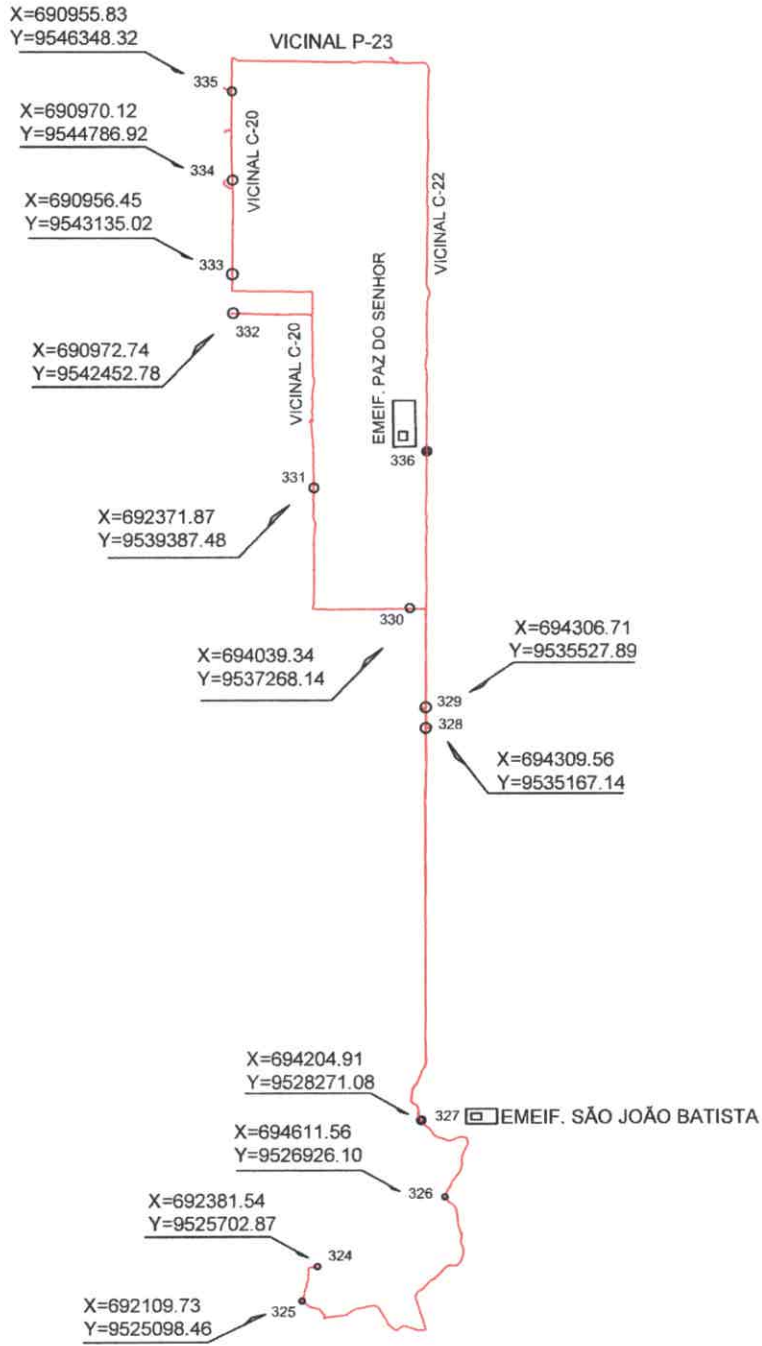 X=690955.83
Y=9546348.32
VICINAL P-23
335
X=690970.12
Y=9544786.92
334
VICINAL C-20
X=690956.45
Y=9543135.02
333
VICINAL C-22
332
X=690972.74
Y=9542452.78
VICINAL C-20
EMEIF. PAZ DO SENHOR
336
331
X=692371.87
Y=9539387.48
330
X=694039.34
Y=9537268.14
X=694306.71
Y=9535527.89
329
328
X=694309.56
Y=9535167.14
X=694204.91
Y=9528271.08
327
EMEIF. SÃO JOÃO BATISTA
X=694611.56
Y=9526926.10
326
X=692381.54
Y=9525702.87
324
X=692109.73
Y=9525098.46
325